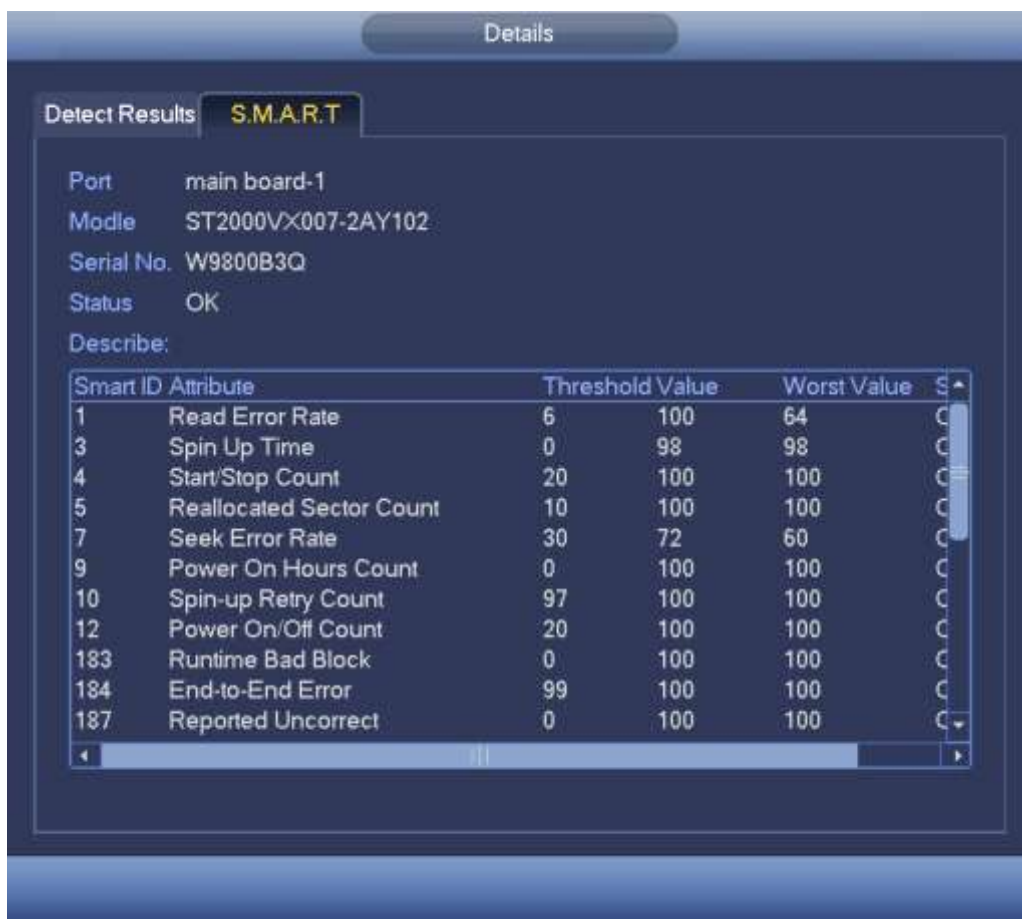 Details
Detect Results S.M.A.R.T
Port main board-1
Modle ST2000VX007-2AY102
Serial No. W9800B3Q
Status OK
Describe:
Smart ID Attribute Threshold Value Worst Value
1 Read Error Rate 6 100 64
3 Spin Up Time 0 98 98
4 Start/Stop Count 20 100 100
5 Reallocated Sector Count 10 100 100
7 Seek Error Rate 30 72 60
9 Power On Hours Count 0 100 100
10 Spin-up Retry Count 97 100 100
12 Power On/Off Count 20 100 100
183 Runtime Bad Block 0 100 100
184 End-to-End Error 99 100 100
187 Reported Uncorrect 0 100 100